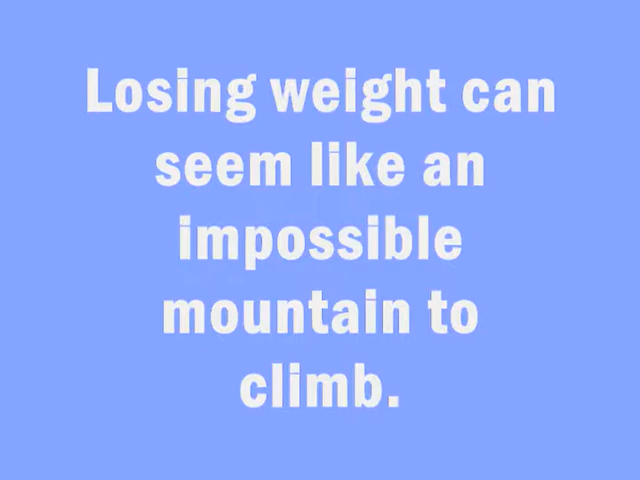 Losing weight can
seem like an
impossible
mountain to
climb.